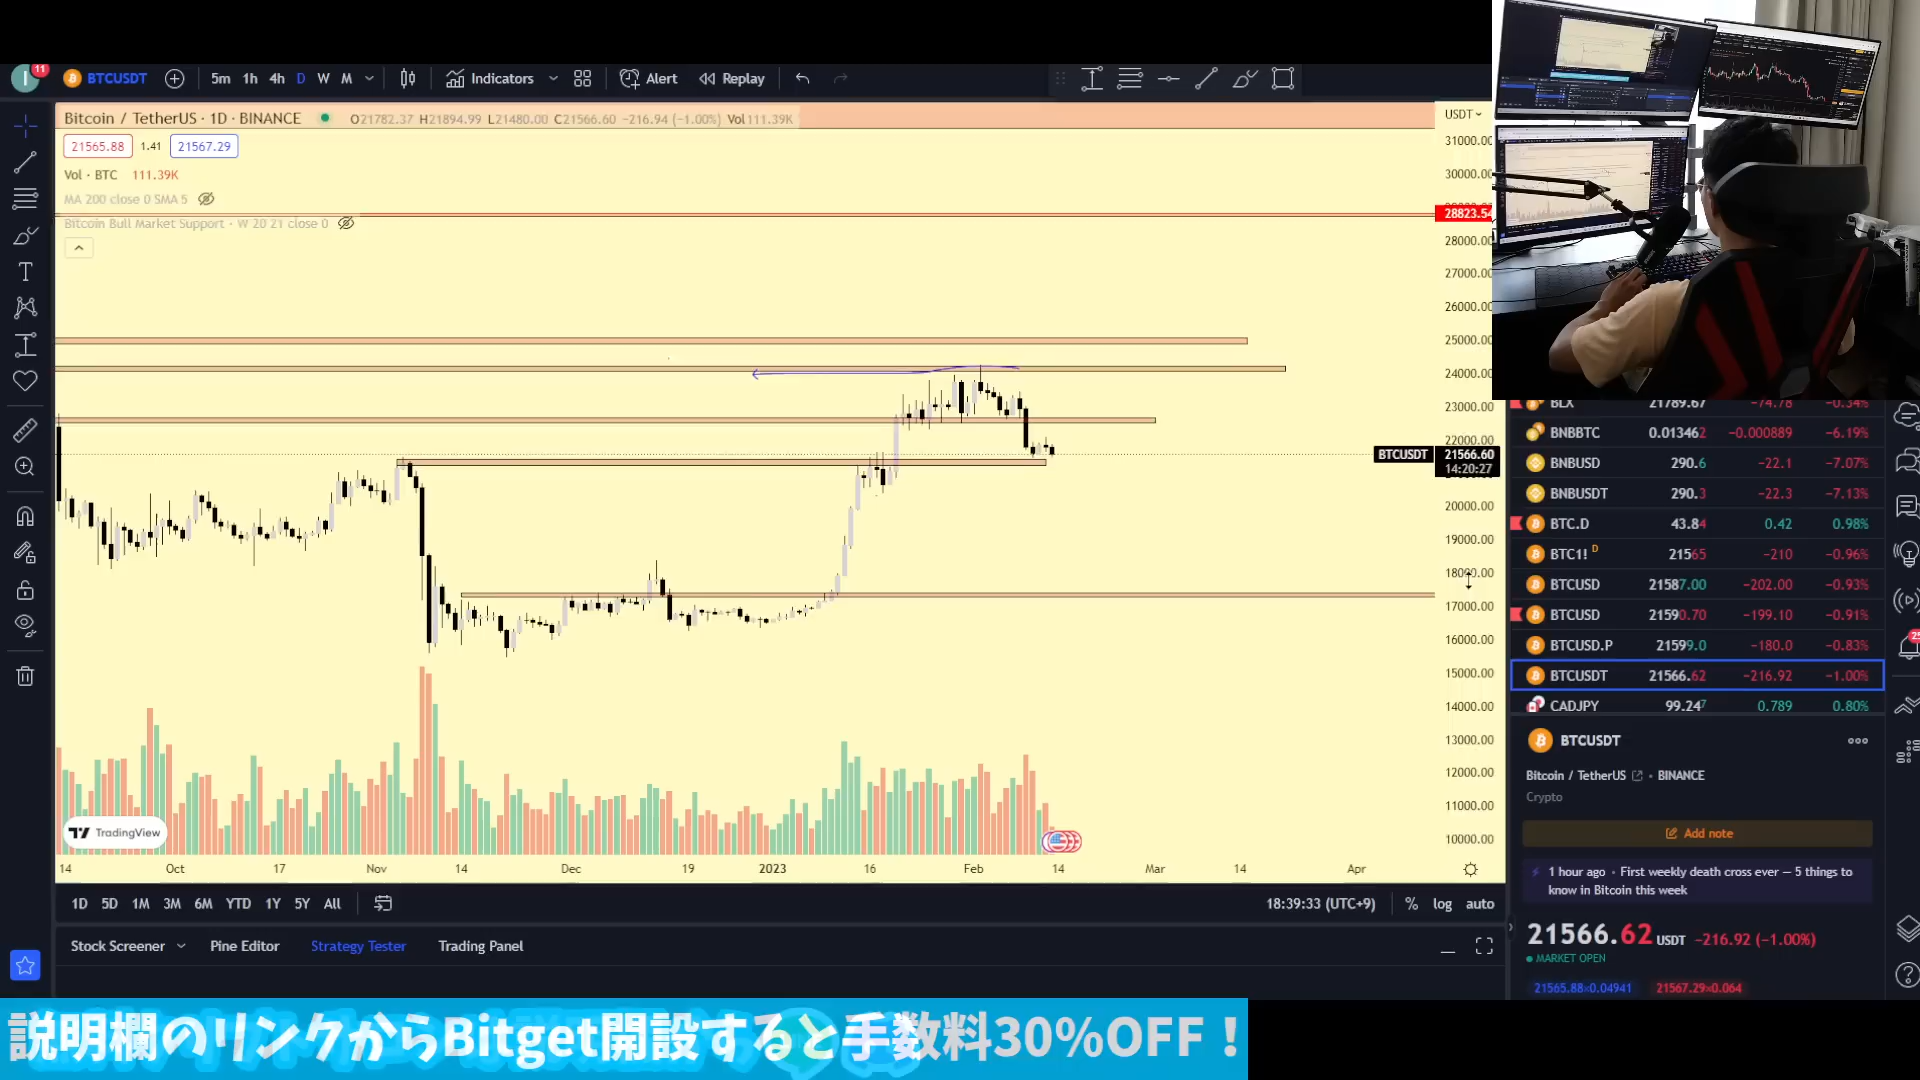 11
BTCUSDT
5m 1h 4h D W M
Indicators
Alert
Replay
Bitcoin / TetherUS · 1D · BINANCE
O21782.37 H21894.99 L21480.00 C21566.60 −216.94 (−1.00%) Vol111.39K
21565.88 1.41 21567.29
Vol · BTC 111.39K
MA 200 close 0 SMA 5
Bitcoin Bull Market Support · W 20 21 close 0
USDT
31000.00
30000.00
28823.54
28000.00
27000.00
26000.00
25000.00
24000.00
23000.00
22000.00
BTCUSDT 21566.60
14:20:27
20000.00
19000.00
18000.00
17000.00
16000.00
15000.00
14000.00
13000.00
12000.00
11000.00
10000.00
TradingView
14 Oct 17 Nov 14 Dec 19 2023 16 Feb 14 Mar 14 Apr
1D 5D 1M 3M 6M YTD 1Y 5Y All
18:39:33 (UTC+9) % log auto
Stock Screener Pine Editor Strategy Tester Trading Panel
BLX 21789.67 −74.78 −0.34%
BNBBTC 0.013462 −0.000889 −6.19%
BNBUSD 290.6 −22.1 −7.07%
BNBUSDT 290.3 −22.3 −7.13%
BTC.D 43.84 0.42 0.98%
BTC1! D 21565 −210 −0.96%
BTCUSD 21587.00 −202.00 −0.93%
BTCUSD 21590.70 −199.10 −0.91%
BTCUSD.P 21599.0 −180.0 −0.83%
BTCUSDT 21566.62 −216.92 −1.00%
CADJPY 99.247 0.789 0.80%
BTCUSDT
Bitcoin / TetherUS · BINANCE
Crypto
Add note
1 hour ago · First weekly death cross ever — 5 things to
know in Bitcoin this week
21566.62 USDT −216.92 (−1.00%)
MARKET OPEN
21565.88×0.04941 21567.29×0.064
説明欄のリンクからBitget開設すると手数料30%OFF！